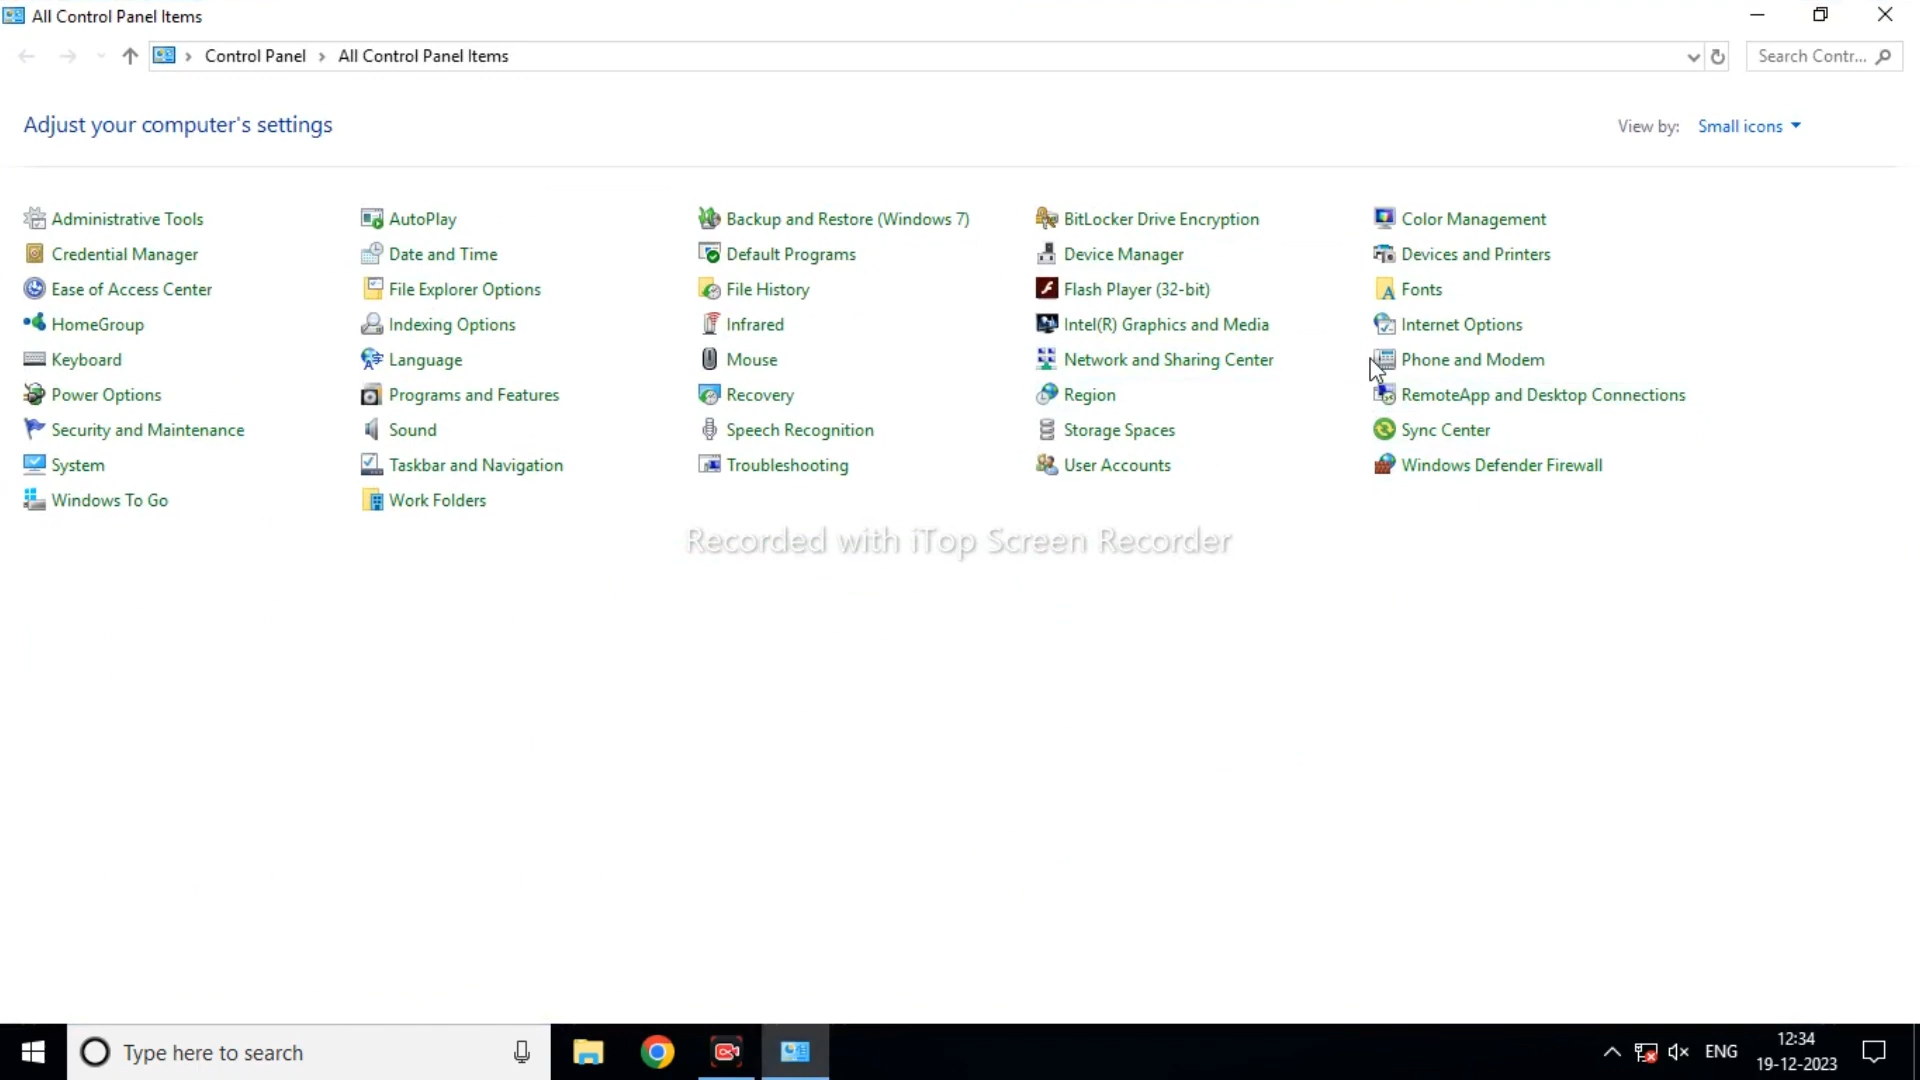 All Control Panel Items
Control Panel All Control Panel Items
Search Contr...
Adjust your computer's settings
View by: Small icons
Administrative Tools AutoPlay Backup and Restore (Windows 7) BitLocker Drive Encryption Color Management
Credential Manager Date and Time Default Programs Device Manager Devices and Printers
Ease of Access Center File Explorer Options File History Flash Player (32-bit) Fonts
HomeGroup Indexing Options Infrared Intel(R) Graphics and Media Internet Options
Keyboard Language Mouse Network and Sharing Center Phone and Modem
Power Options Programs and Features Recovery Region RemoteApp and Desktop Connections
Security and Maintenance Sound Speech Recognition Storage Spaces Sync Center
System Taskbar and Navigation Troubleshooting User Accounts Windows Defender Firewall
Windows To Go Work Folders
Recorded with iTop Screen Recorder
Type here to search
ENG
12:34
19-12-2023